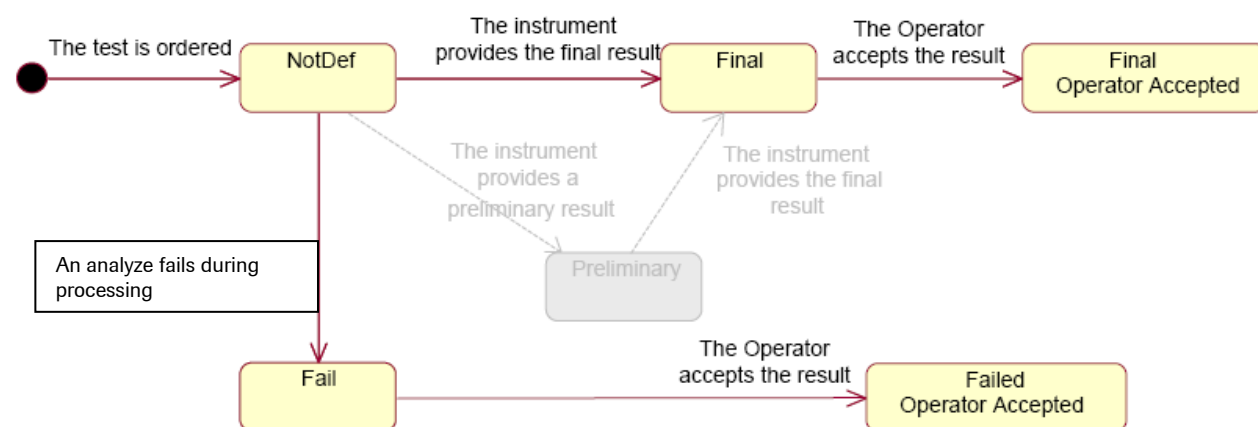 The test is ordered
NotDef
The instrument
provides the final result
Final
The Operator
accepts the result
Final
Operator Accepted
The instrument
provides a
preliminary result
The instrument
provides the final
result
An analyze fails during
processing
Preliminary
Fail
The Operator
accepts the result
Failed
Operator Accepted